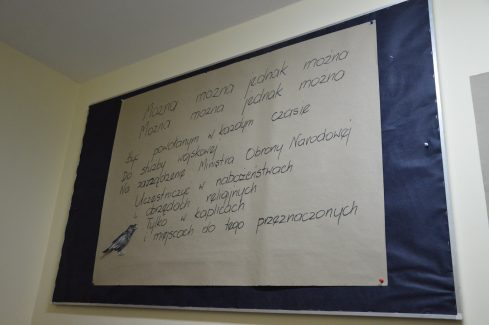 Można można jednak można
Można można jednak można
Być powołanym w każdym czasie
Do służby wojskowej
Na zarządzenie Ministra Obrony Narodowej
Uczestniczyć w nabożeństwach
i obrzędach religijnych
Tylko w kaplicach
i miejscach do tego przeznaczonych